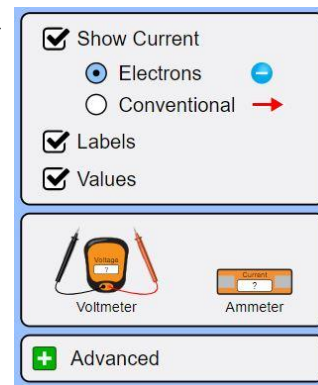 Show Current
Electrons
Conventional
Labels
Values
Voltage
?
Current
?
Voltmeter
Ammeter
Advanced